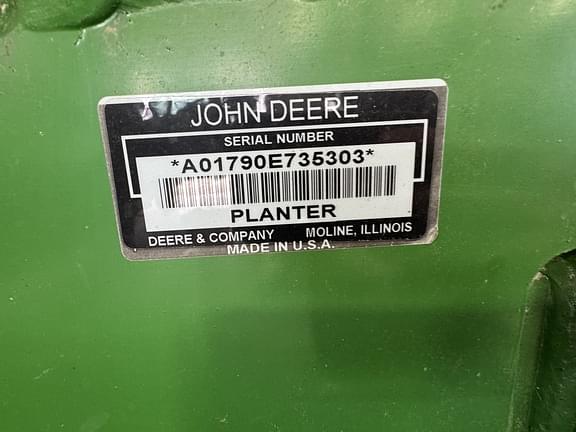 JOHN DEERE
SERIAL NUMBER
*A01790E735303*
PLANTER
DEERE & COMPANY MOLINE, ILLINOIS
MADE IN U.S.A.